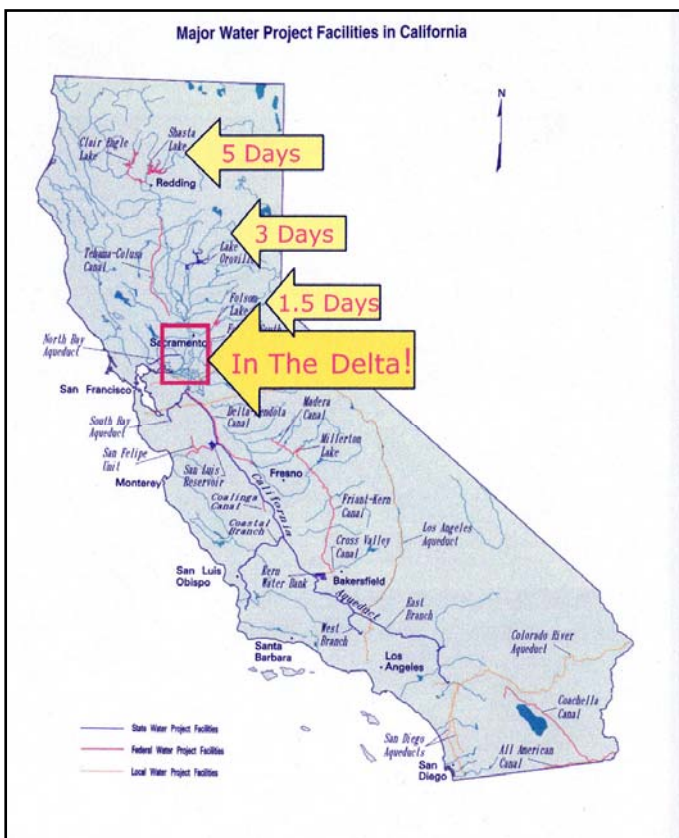 Major Water Project Facilities in California
N
Clair Engle
Lake
Shasta
Lake
5 Days
Redding
3 Days
Lake
Orovill
Tehama-Colusa
Canal
Folsom
Lake
1.5 Days
Sacramento
North Bay
Aqueduct
In The Delta!
San Francisco
South Bay
Aqueduct
Delta-Mendota
Canal
Madera
Canal
San Felipe
Unit
Millerton
Lake
Monterey
San Luis
Reservoir
Fresno
California
Coalinga
Canal
Friant-Kern
Canal
Coastal
Branch
Los Angeles
Aqueduct
Cross Valley
Canal
San Luis
Obispo
Kern
Water Bank
Bakersfield
Aqueduct
East
Branch
West
Branch
Santa
Barbara
Los
Angeles
Colorado River
Aqueduct
Coachella
Canal
State Water Project Facilities
Federal Water Project Facilities
Local Water Project Facilities
San Diego
Aqueducts
All American
Canal
San
Diego